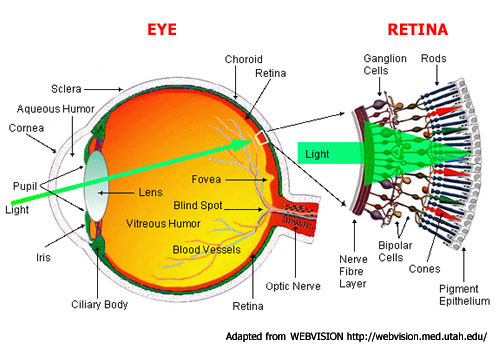 EYE
RETINA
Choroid
Retina
Sclera
Aqueous Humor
Cornea
Pupil
Light
Iris
Lens
Fovea
Blind Spot
Vitreous Humor
Blood Vessels
Optic Nerve
Ciliary Body
Retina
Ganglion
Cells
Rods
Light
Nerve
Fibre
Layer
Bipolar
Cells
Cones
Pigment
Epithelium
Adapted from WEBVISION http://webvision.med.utah.edu/